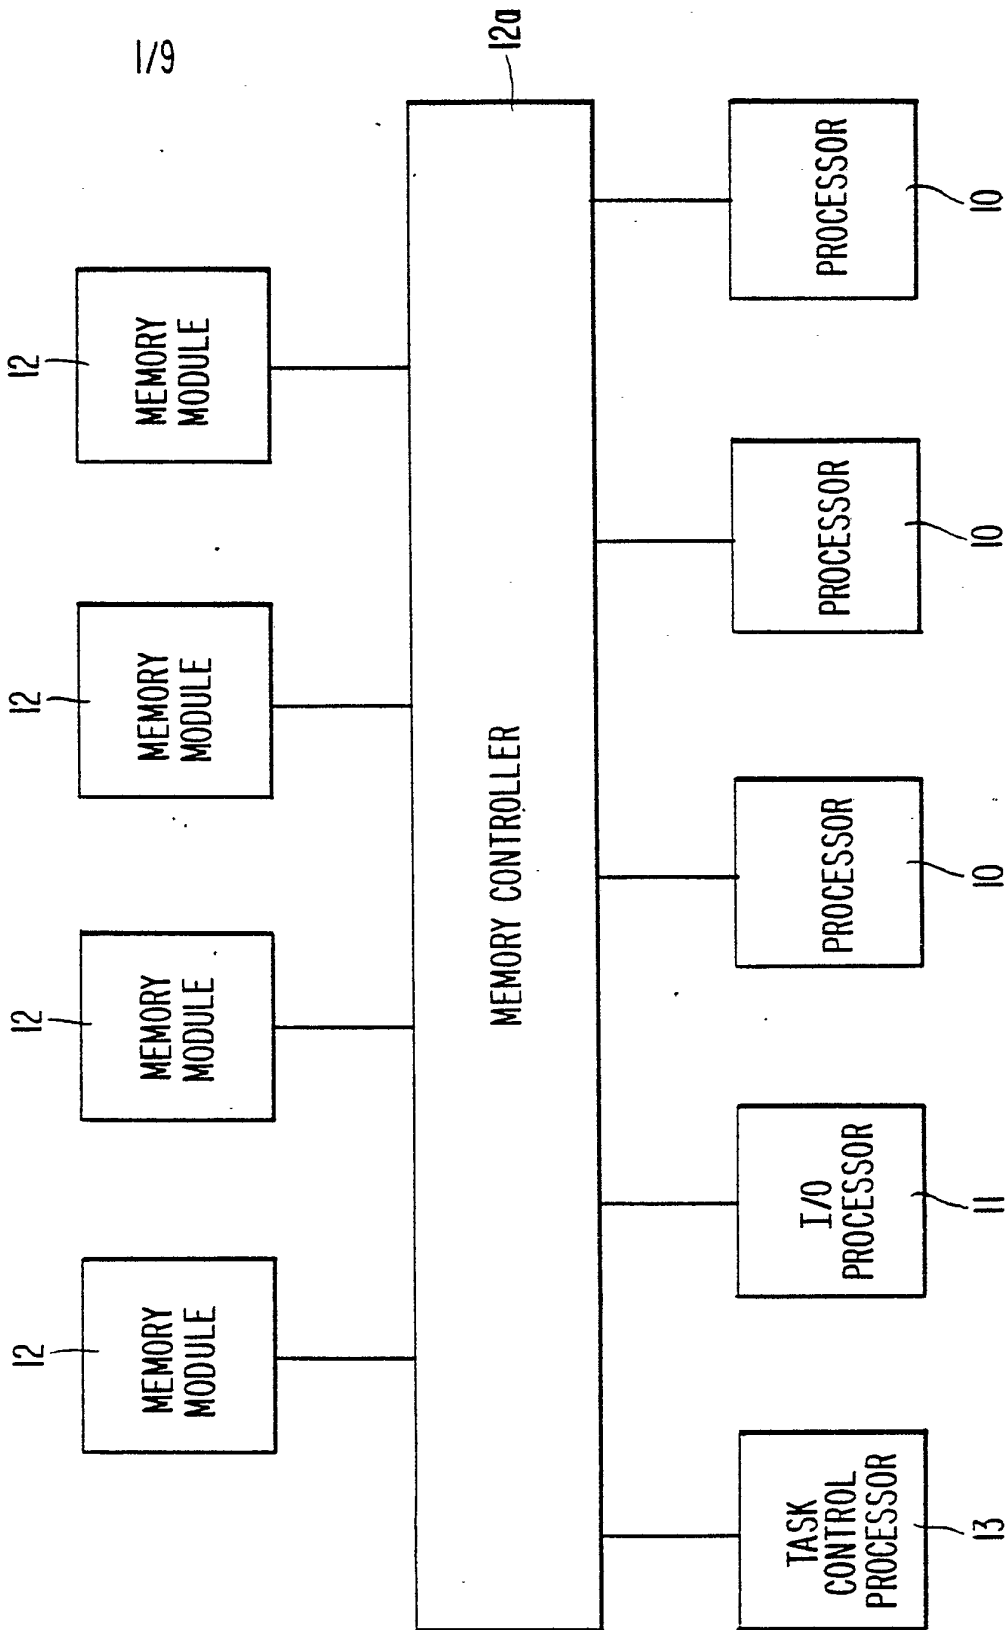 1/9
12
12
12
12
MEMORY
MODULE
MEMORY
MODULE
MEMORY
MODULE
MEMORY
MODULE
MEMORY CONTROLLER
12a
TASK
CONTROL
PROCESSOR
I/O
PROCESSOR
PROCESSOR
PROCESSOR
PROCESSOR
13
11
10
10
10